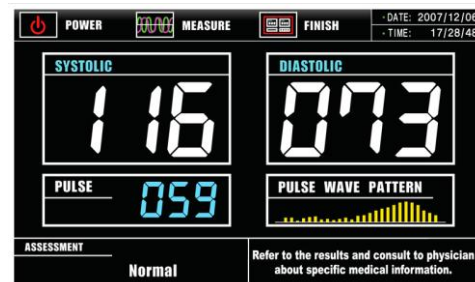 POWER MEASURE FINISH
· DATE: 2007/12/06
· TIME: 17/28/48
SYSTOLIC
116
DIASTOLIC
073
PULSE
059
PULSE WAVE PATTERN
ASSESSMENT
Normal
Refer to the results and consult to physician
about specific medical information.